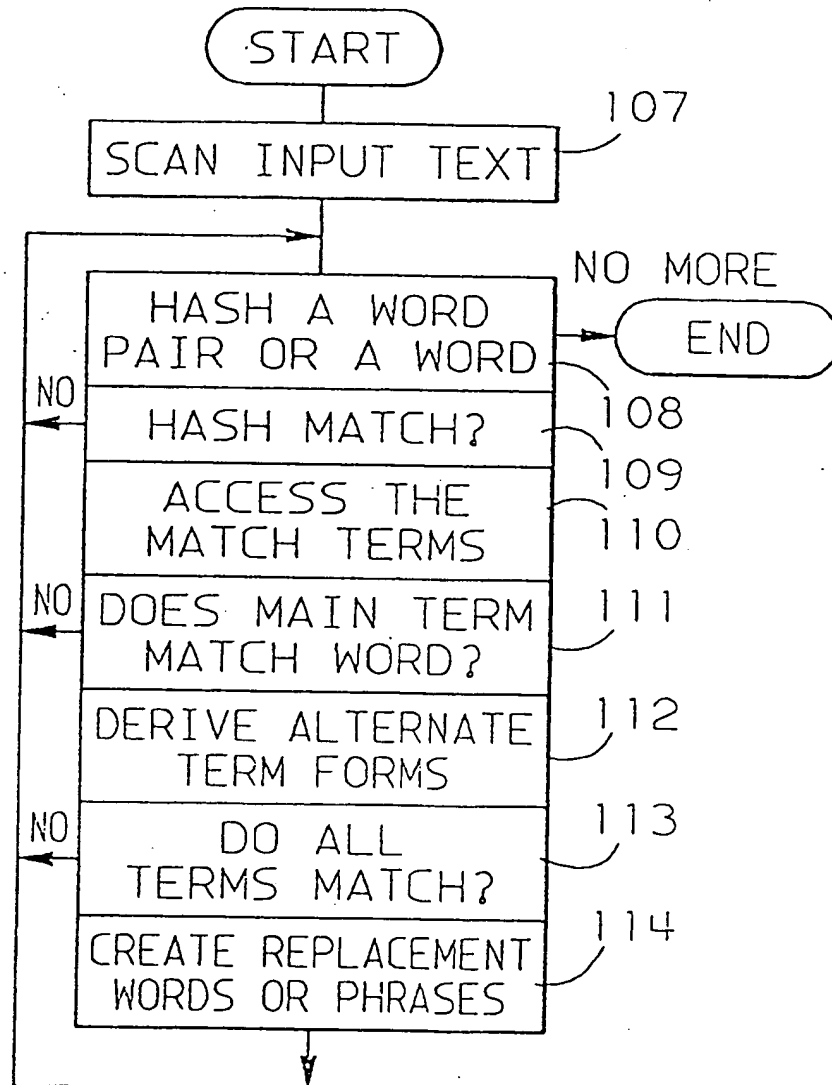 START
107
SCAN INPUT TEXT
NO MORE
HASH A WORD
PAIR OR A WORD
END
108
NO
HASH MATCH?
109
ACCESS THE
MATCH TERMS
110
NO
DOES MAIN TERM
MATCH WORD?
111
DERIVE ALTERNATE
TERM FORMS
112
NO
DO ALL
TERMS MATCH?
113
CREATE REPLACEMENT
WORDS OR PHRASES
114